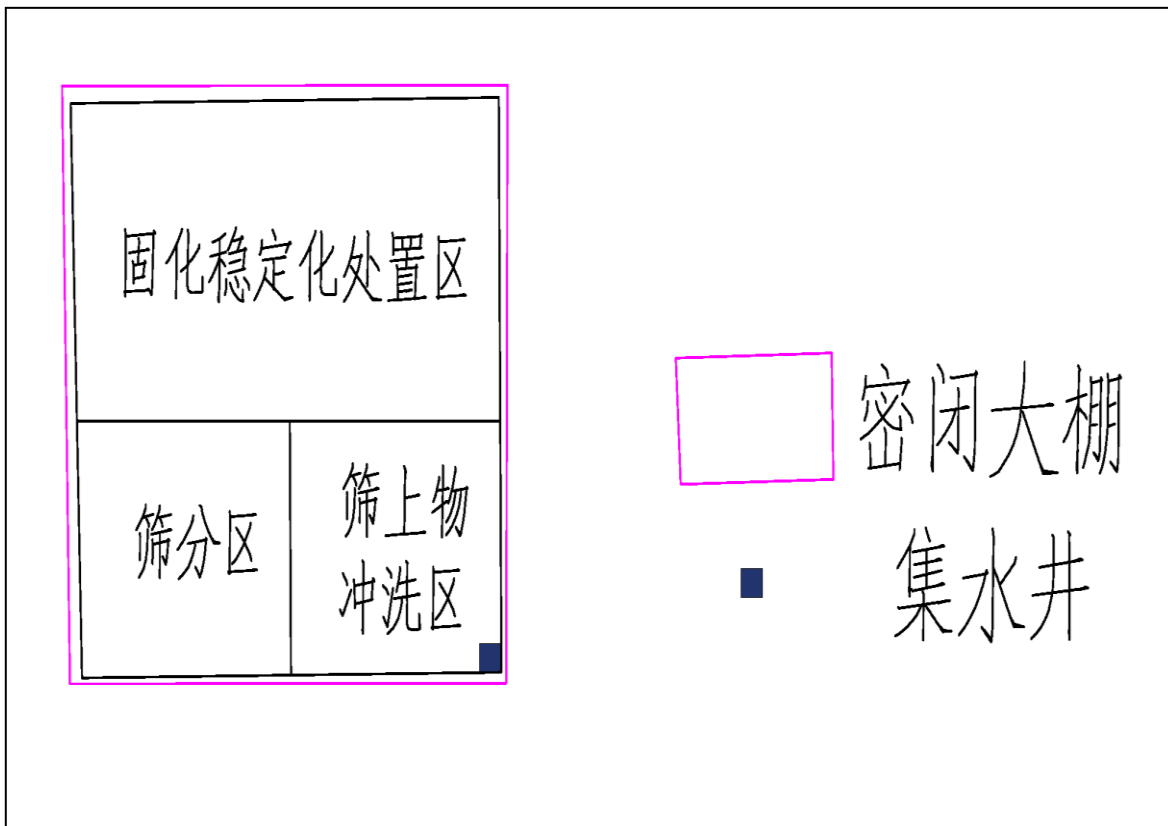 固化稳定化处置区
筛分区
筛上物
冲洗区
密闭大棚
集水井